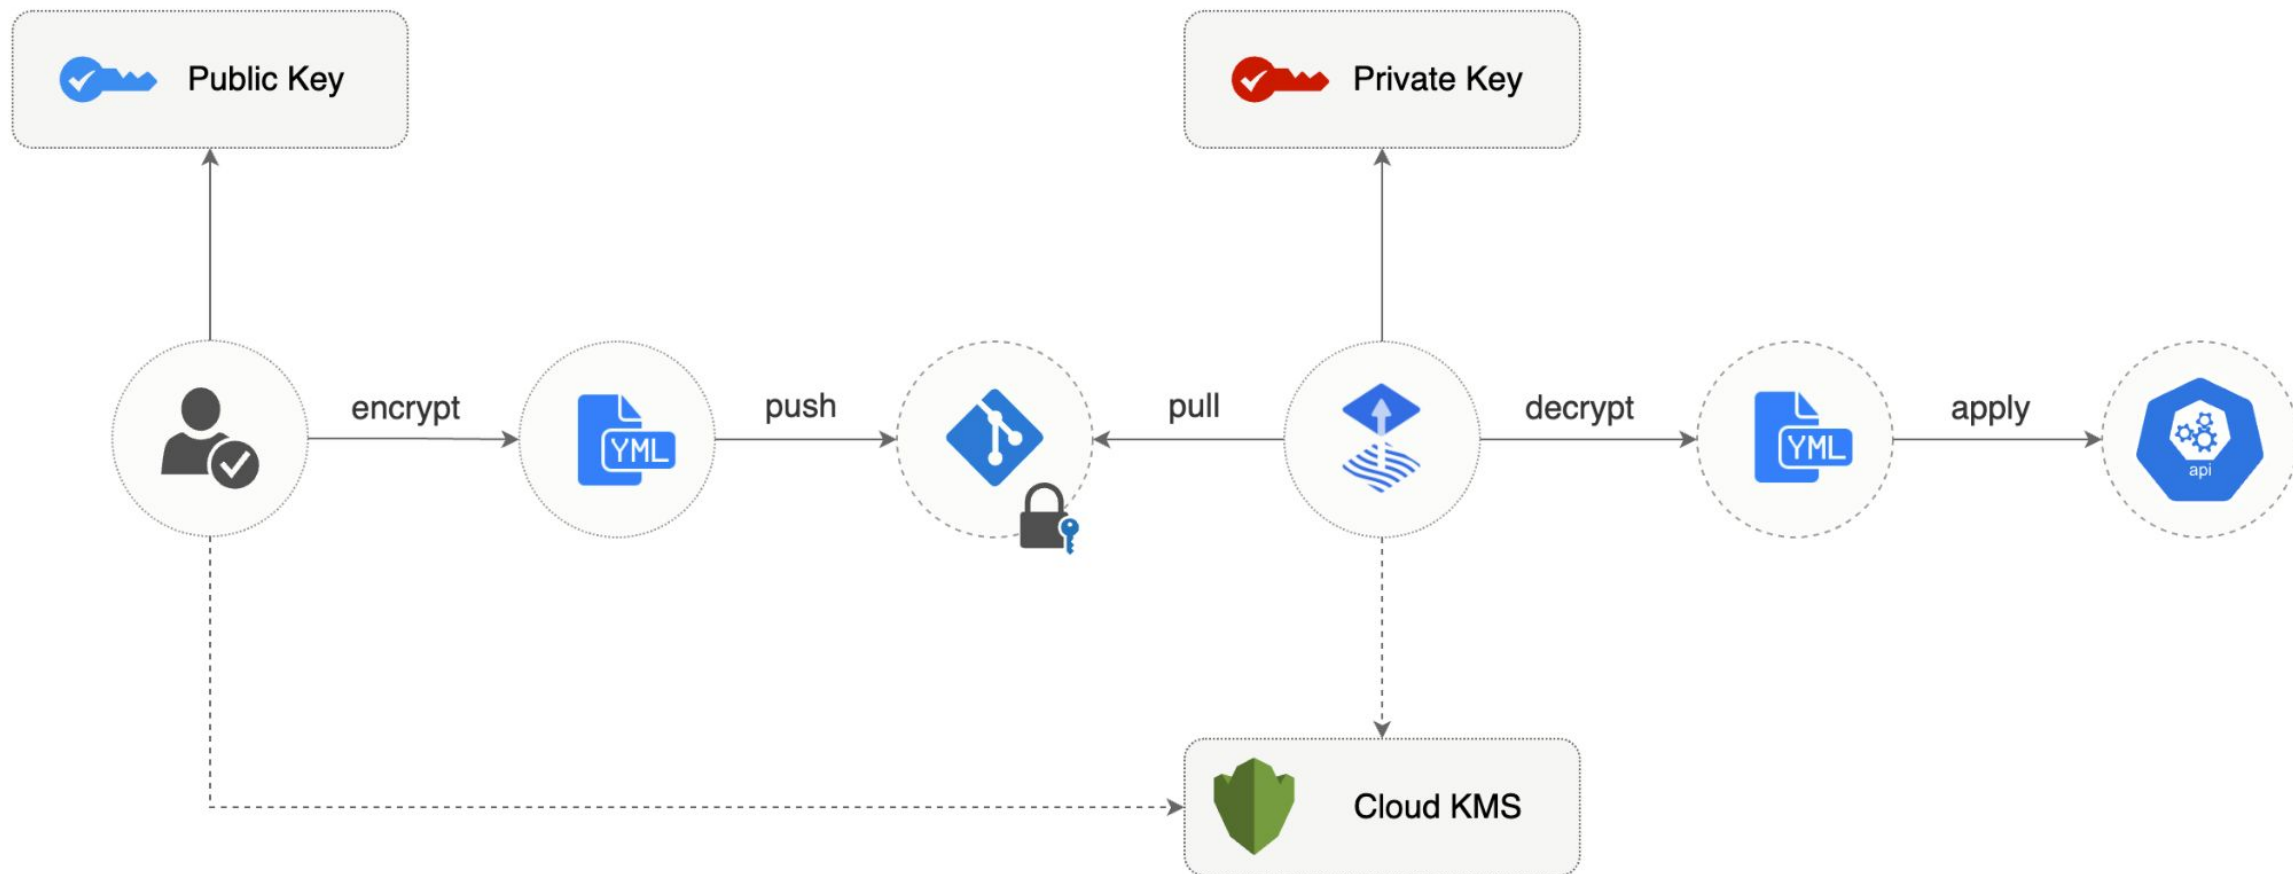 Public Key
Private Key
encrypt
push
pull
decrypt
apply
YML
YML
api
Cloud KMS